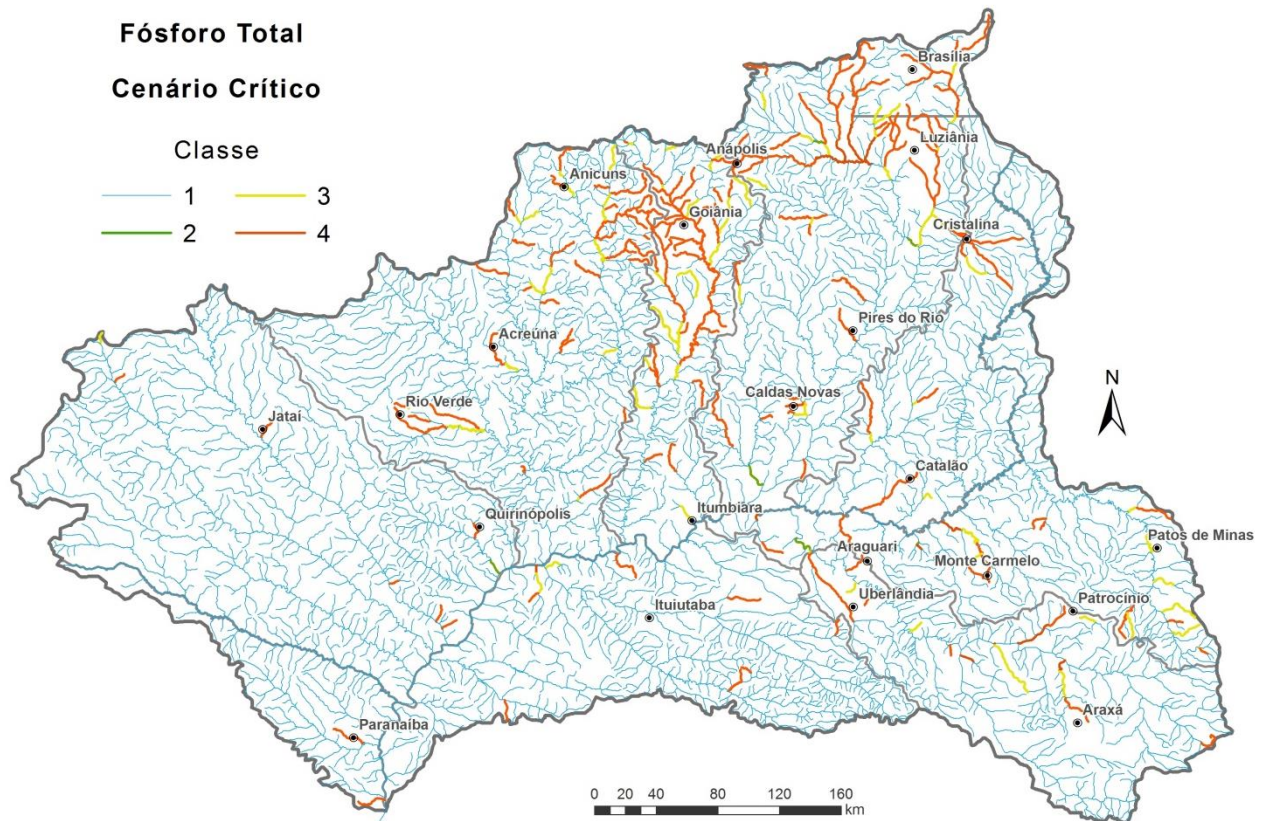 Fósforo Total
Cenário Crítico
Classe
1
3
2
4
Brasília
Luziânia
Anápolis
Anicuns
Goiânia
Cristalina
Pires do Rio
Acreúna
N
Caldas Novas
Rio Verde
Jataí
Catalão
Quirinópolis
Itumbiara
Patos de Minas
Araguari
Monte Carmelo
Patrocínio
Uberlândia
Ituiutaba
Araxá
Paranaíba
0 20 40 80 120 160
km